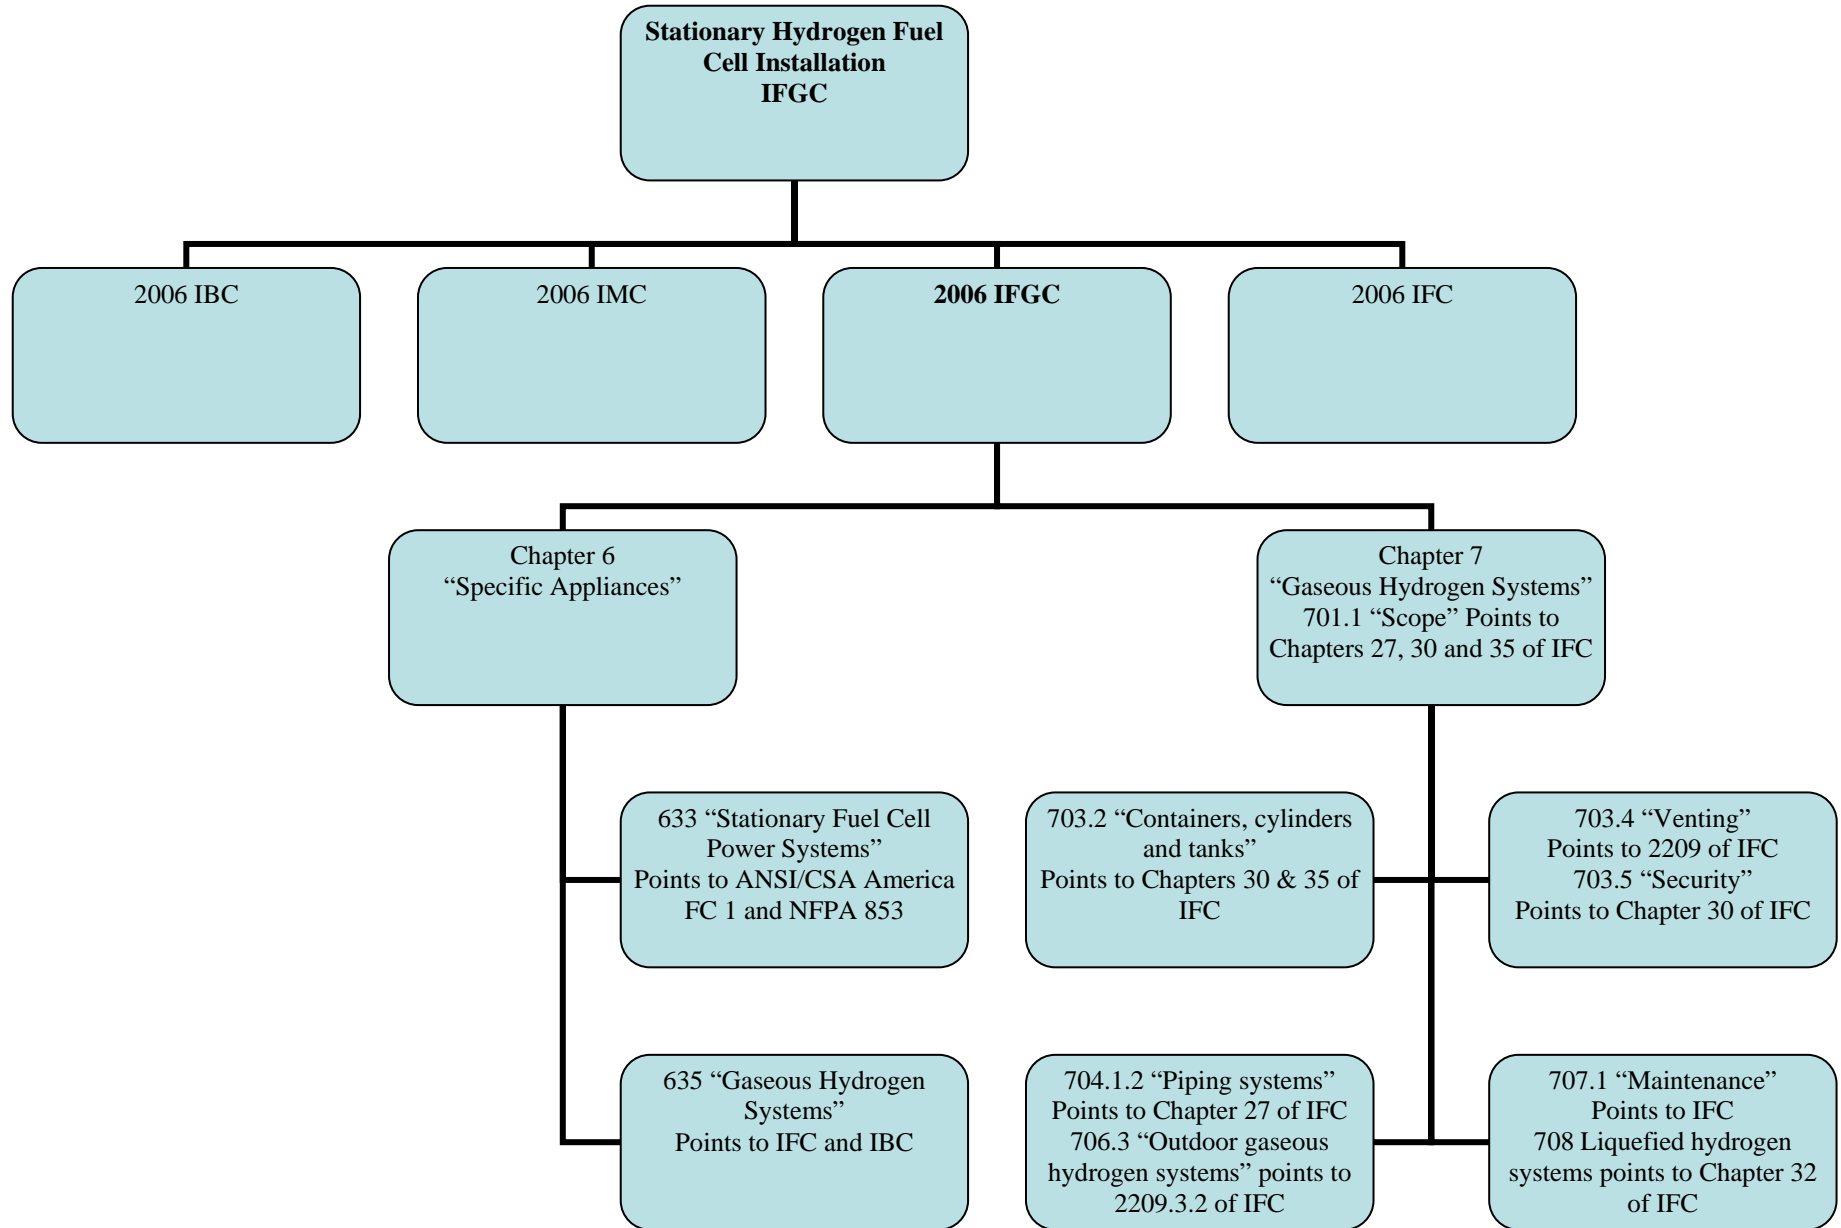 Stationary Hydrogen Fuel
Cell Installation
IFGC
2006 IBC
2006 IMC
2006 IFGC
2006 IFC
Chapter 6
“Specific Appliances”
Chapter 7
“Gaseous Hydrogen Systems”
701.1 “Scope” Points to
Chapters 27, 30 and 35 of IFC
633 “Stationary Fuel Cell
Power Systems”
Points to ANSI/CSA America
FC 1 and NFPA 853
703.2 “Containers, cylinders
and tanks”
Points to Chapters 30 & 35 of
IFC
703.4 “Venting”
Points to 2209 of IFC
703.5 “Security”
Points to Chapter 30 of IFC
635 “Gaseous Hydrogen
Systems”
Points to IFC and IBC
704.1.2 “Piping systems”
Points to Chapter 27 of IFC
706.3 “Outdoor gaseous
hydrogen systems” points to
2209.3.2 of IFC
707.1 “Maintenance”
Points to IFC
708 Liquefied hydrogen
systems points to Chapter 32
of IFC